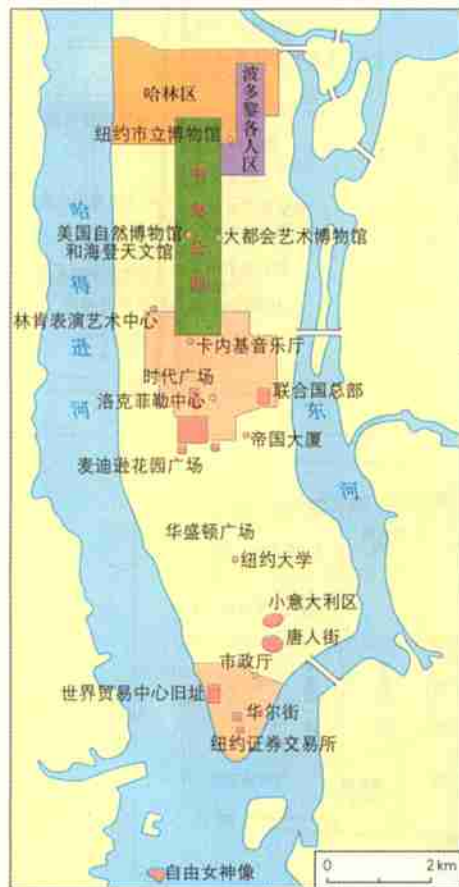 哈林区
波多黎各人区
纽约市立博物馆
中央公园
哈得逊河
美国自然博物馆
和海登天文馆
大都会艺术博物馆
林肯表演艺术中心
卡内基音乐厅
时代广场
洛克菲勒中心
联合国总部
东河
帝国大厦
麦迪逊花园广场
华盛顿广场
纽约大学
小意大利区
唐人街
市政厅
世界贸易中心旧址
华尔街
纽约证券交易所
自由女神像
0 2km